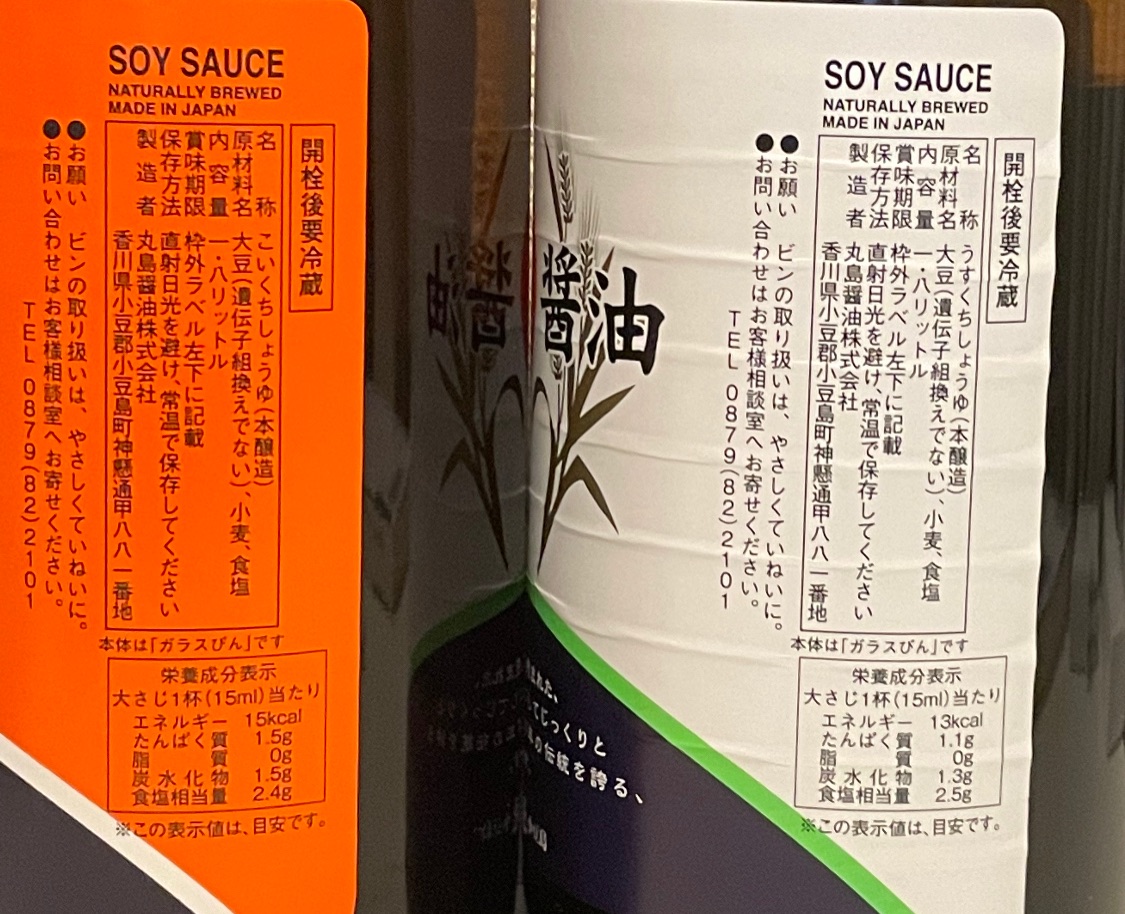 SOY SAUCE
NATURALLY BREWED
MADE IN JAPAN
開栓後要冷蔵
名称 こいくちしょうゆ(本醸造)
原材料名 大豆(遺伝子組換えでない)、小麦、食塩
内容量 一・八リットル
賞味期限 枠外ラベル左下に記載
保存方法 直射日光を避け、常温で保存してください
製造者 丸島醤油株式会社
香川県小豆郡小豆島町神懸通甲八八一番地
●お願い ビンの取り扱いは、やさしくていねいに。
●お問い合わせはお客様相談室へお寄せください。
TEL 0879(82)2101
本体は「ガラスびん」です
栄養成分表示
大さじ1杯(15ml)当たり
エネルギー 15kcal
たんぱく質 1.5g
脂質 0g
炭水化物 1.5g
食塩相当量 2.4g
※この表示値は、目安です。
醤油
てじっくりと
の伝統を誇る、
SOY SAUCE
NATURALLY BREWED
MADE IN JAPAN
開栓後要冷蔵
名称 うすくちしょうゆ(本醸造)
原材料名 大豆(遺伝子組換えでない)、小麦、食塩
内容量 一・八リットル
賞味期限 枠外ラベル左下に記載
保存方法 直射日光を避け、常温で保存してください
製造者 丸島醤油株式会社
香川県小豆郡小豆島町神懸通甲八八一番地
●お願い ビンの取り扱いは、やさしくていねいに。
●お問い合わせはお客様相談室へお寄せください。
TEL 0879(82)2101
本体は「ガラスびん」です
栄養成分表示
大さじ1杯(15ml)当たり
エネルギー 13kcal
たんぱく質 1.1g
脂質 0g
炭水化物 1.3g
食塩相当量 2.5g
※この表示値は、目安です。